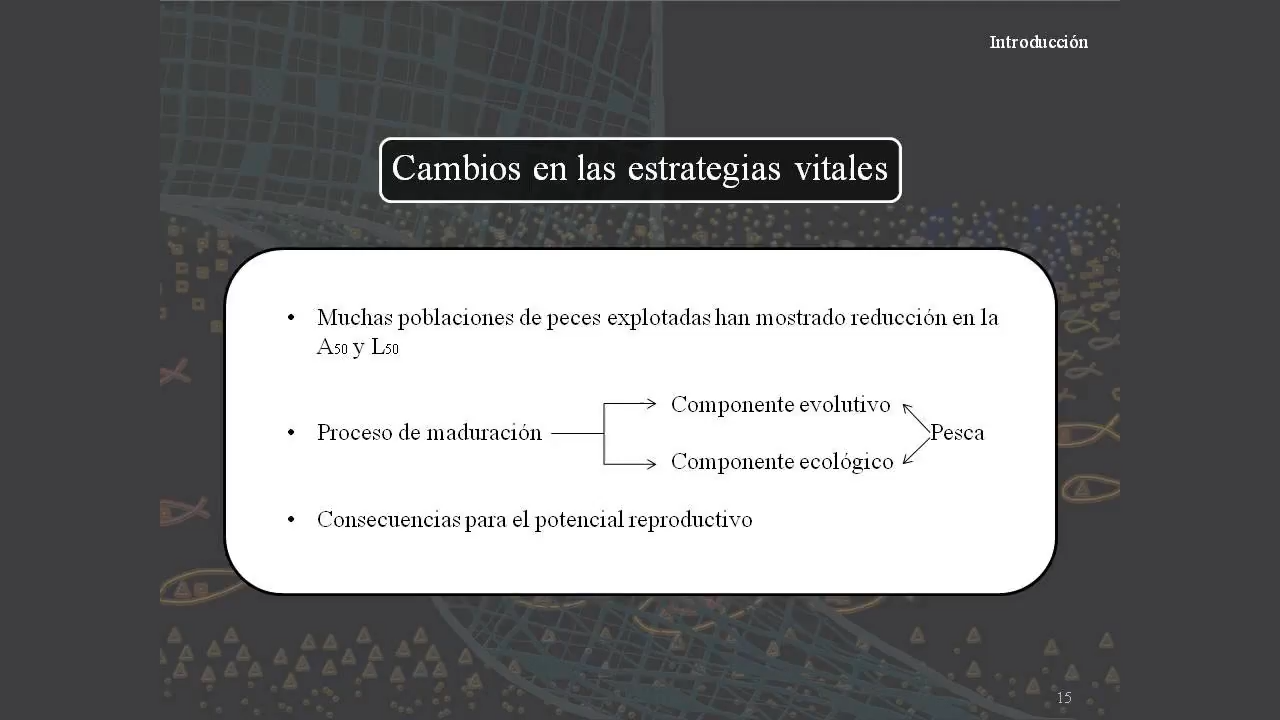 Introducción
Cambios en las estrategias vitales
• Muchas poblaciones de peces explotadas han mostrado reducción en la
A50 y L50
Componente evolutivo
• Proceso de maduración
Pesca
Componente ecológico
• Consecuencias para el potencial reproductivo
15